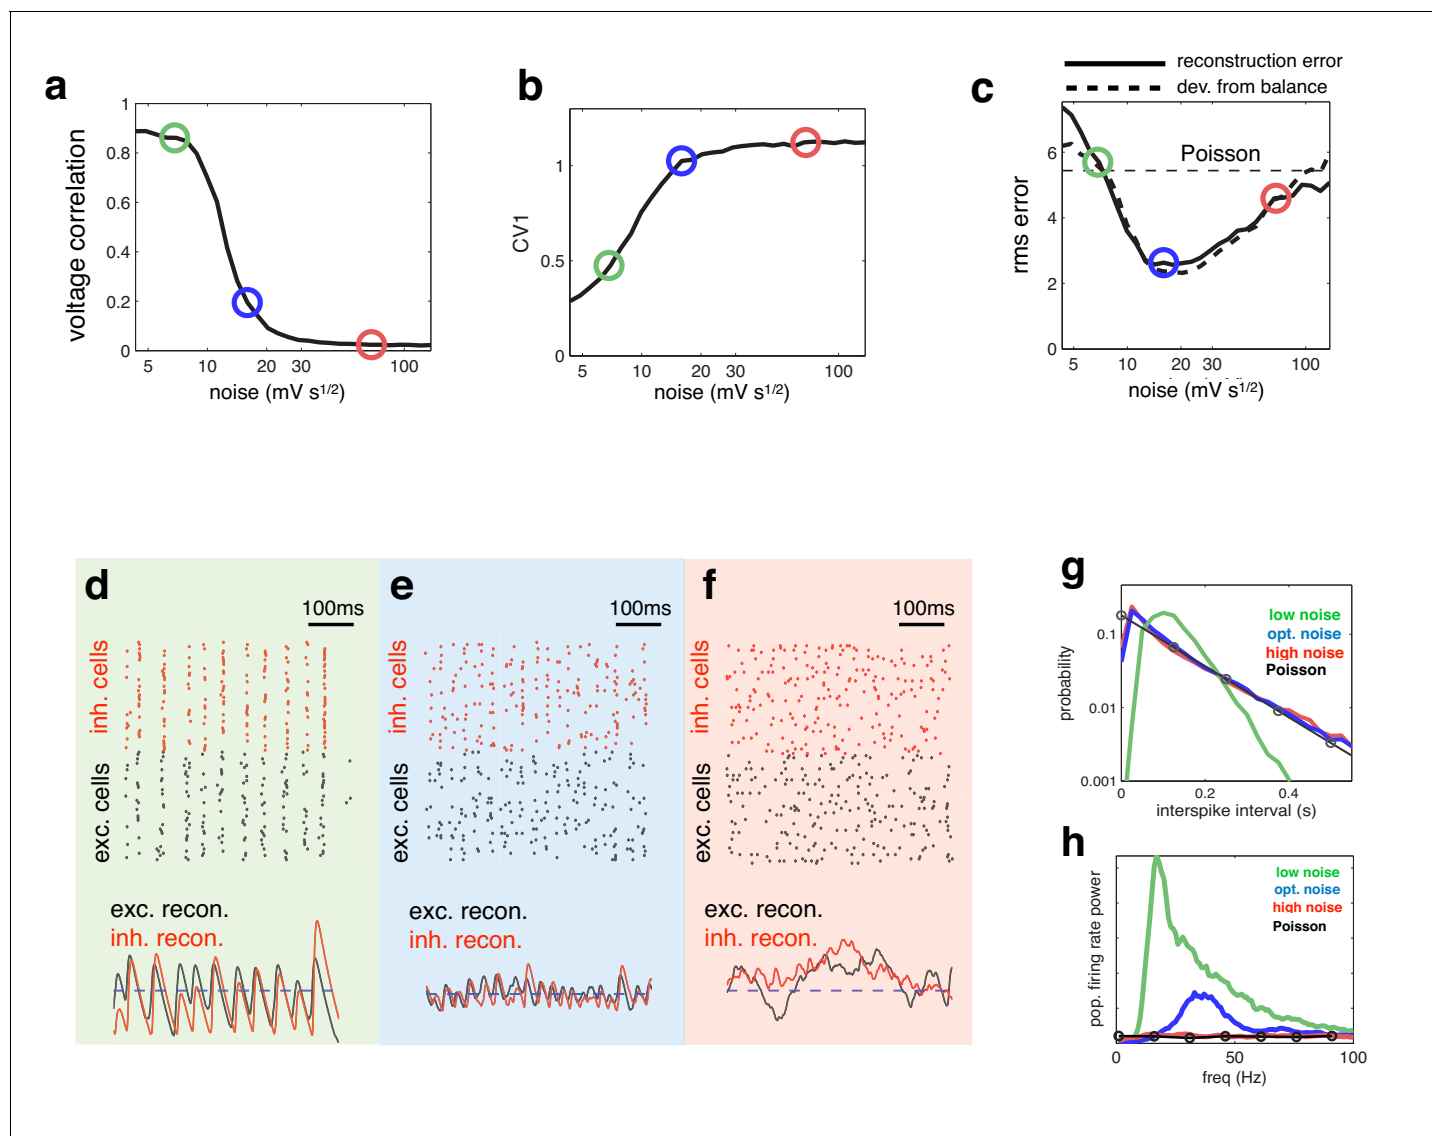 a
voltage correlation
1
0.8
0.6
0.4
0.2
0
5 10 20 30 100
noise (mV s1/2)
b
CV1
1
0.5
0
5 10 20 30 100
noise (mV s1/2)
reconstruction error
dev. from balance
c
Poisson
rms error
6
4
2
0
5 10 20 30 100
noise (mV s1/2)
d
100ms
inh. cells
exc. cells
exc. recon.
inh. recon.
e
100ms
inh. cells
exc. cells
exc. recon.
inh. recon.
f
100ms
inh. cells
exc. cells
exc. recon.
inh. recon.
g
low noise
opt. noise
high noise
Poisson
probability
0.1
0.01
0.001
0 0.2 0.4
interspike interval (s)
h
low noise
opt. noise
high noise
Poisson
pop. firing rate power
0 50 100
freq (Hz)